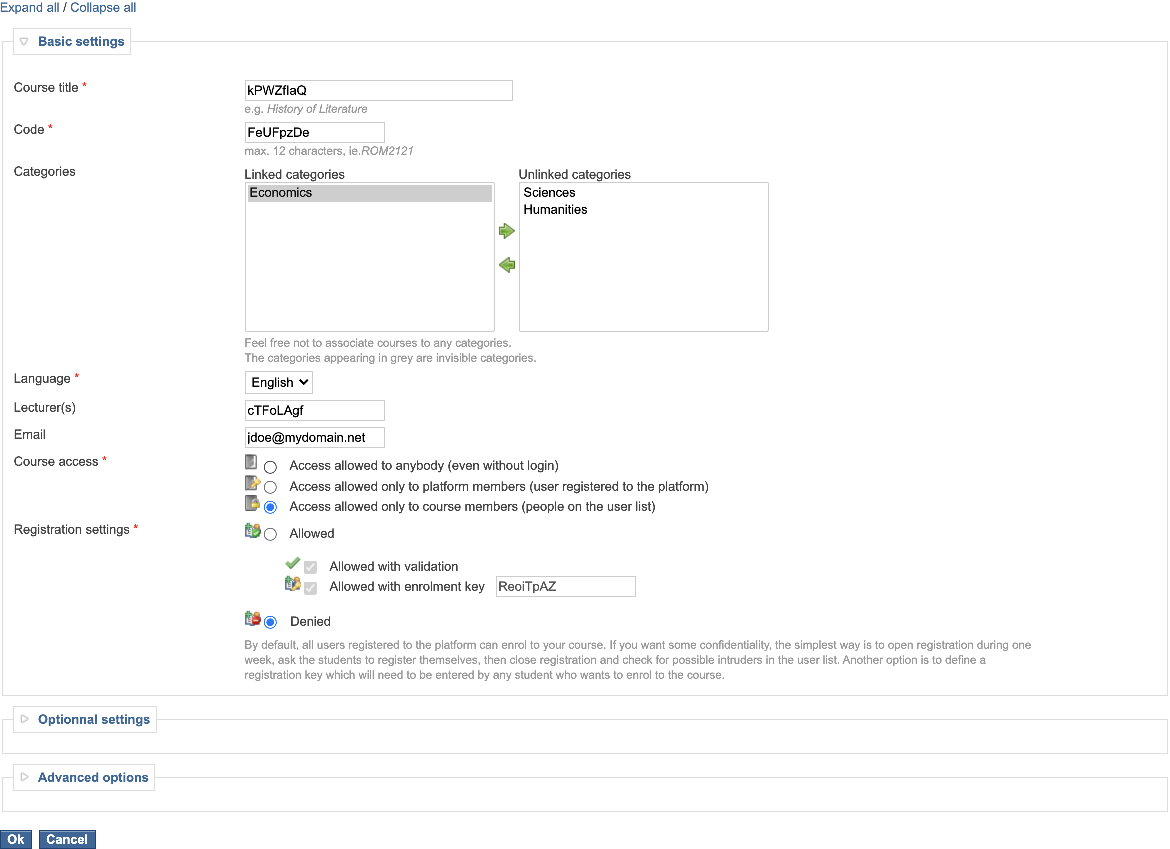 Expand all / Collapse all
Basic settings
Course title *
kPWZflaQ
e.g. History of Literature
Code *
FeUFpzDe
max. 12 characters, ie.ROM2121
Categories
Linked categories
Unlinked categories
Economics
Sciences
Humanities
Feel free not to associate courses to any categories.
The categories appearing in grey are invisible categories.
Language *
English
Lecturer(s)
cTFoLAgf
Email
jdoe@mydomain.net
Course access *
Access allowed to anybody (even without login)
Access allowed only to platform members (user registered to the platform)
Access allowed only to course members (people on the user list)
Registration settings *
Allowed
Allowed with validation
Allowed with enrolment key
ReoiTpAZ
Denied
By default, all users registered to the platform can enrol to your course. If you want some confidentiality, the simplest way is to open registration during one
week, ask the students to register themselves, then close registration and check for possible intruders in the user list. Another option is to define a
registration key which will need to be entered by any student who wants to enrol to the course.
Optionnal settings
Advanced options
Ok
Cancel